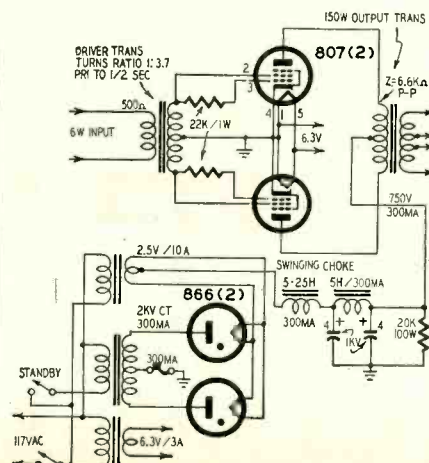 150W OUTPUT TRANS
DRIVER TRANS
TURNS RATIO 1:3.7
PRI TO 1/2 SEC
807(2)
Z=6.6KΩ
P-P
500Ω
2
3
22K/1W
4
1
5
6W INPUT
6.3V
750V
300MA
2.5V/10A
SWINGING CHOKE
866(2)
5-25H
5H/300MA
2KV CT
300MA
300MA
300MA
4
+
+
4
1KV
20K
100W
STANDBY
117VAC
6.3V/3A